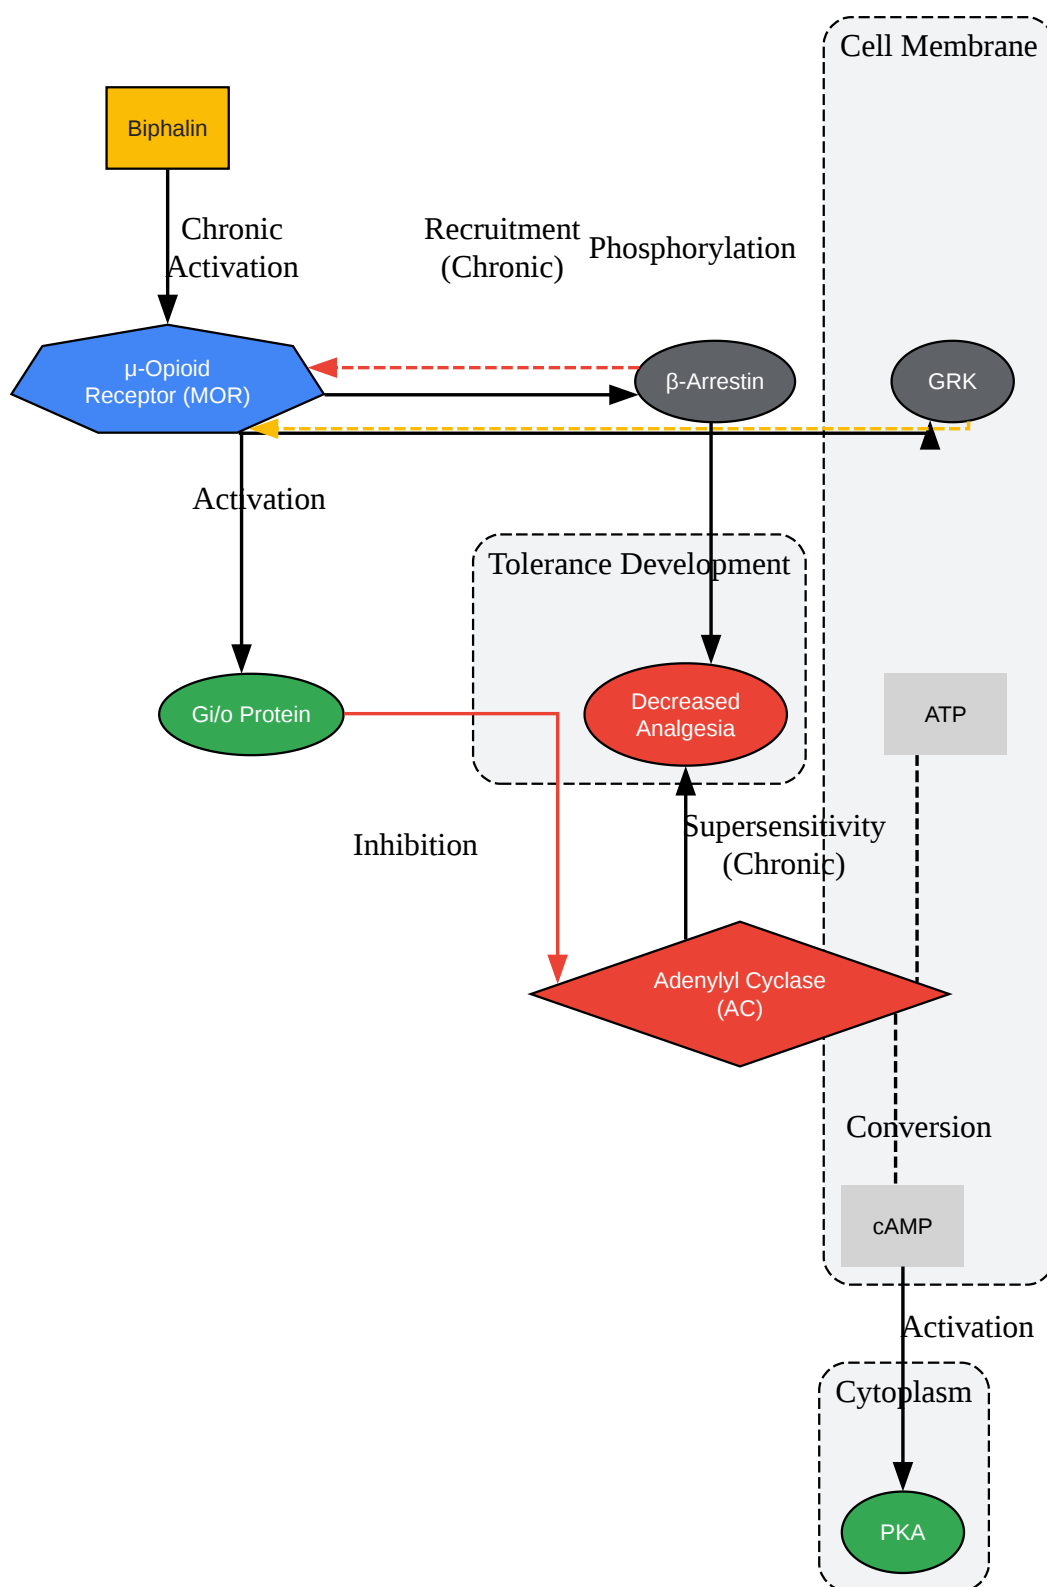 Cell Membrane
Biphalin
Chronic
Activation
Recruitment
(Chronic)
Phosphorylation
μ-Opioid
Receptor (MOR)
β-Arrestin
GRK
Activation
Tolerance Development
Gi/o Protein
Decreased
Analgesia
ATP
Inhibition
Supersensitivity
(Chronic)
Adenylyl Cyclase
(AC)
Conversion
cAMP
Activation
Cytoplasm
PKA